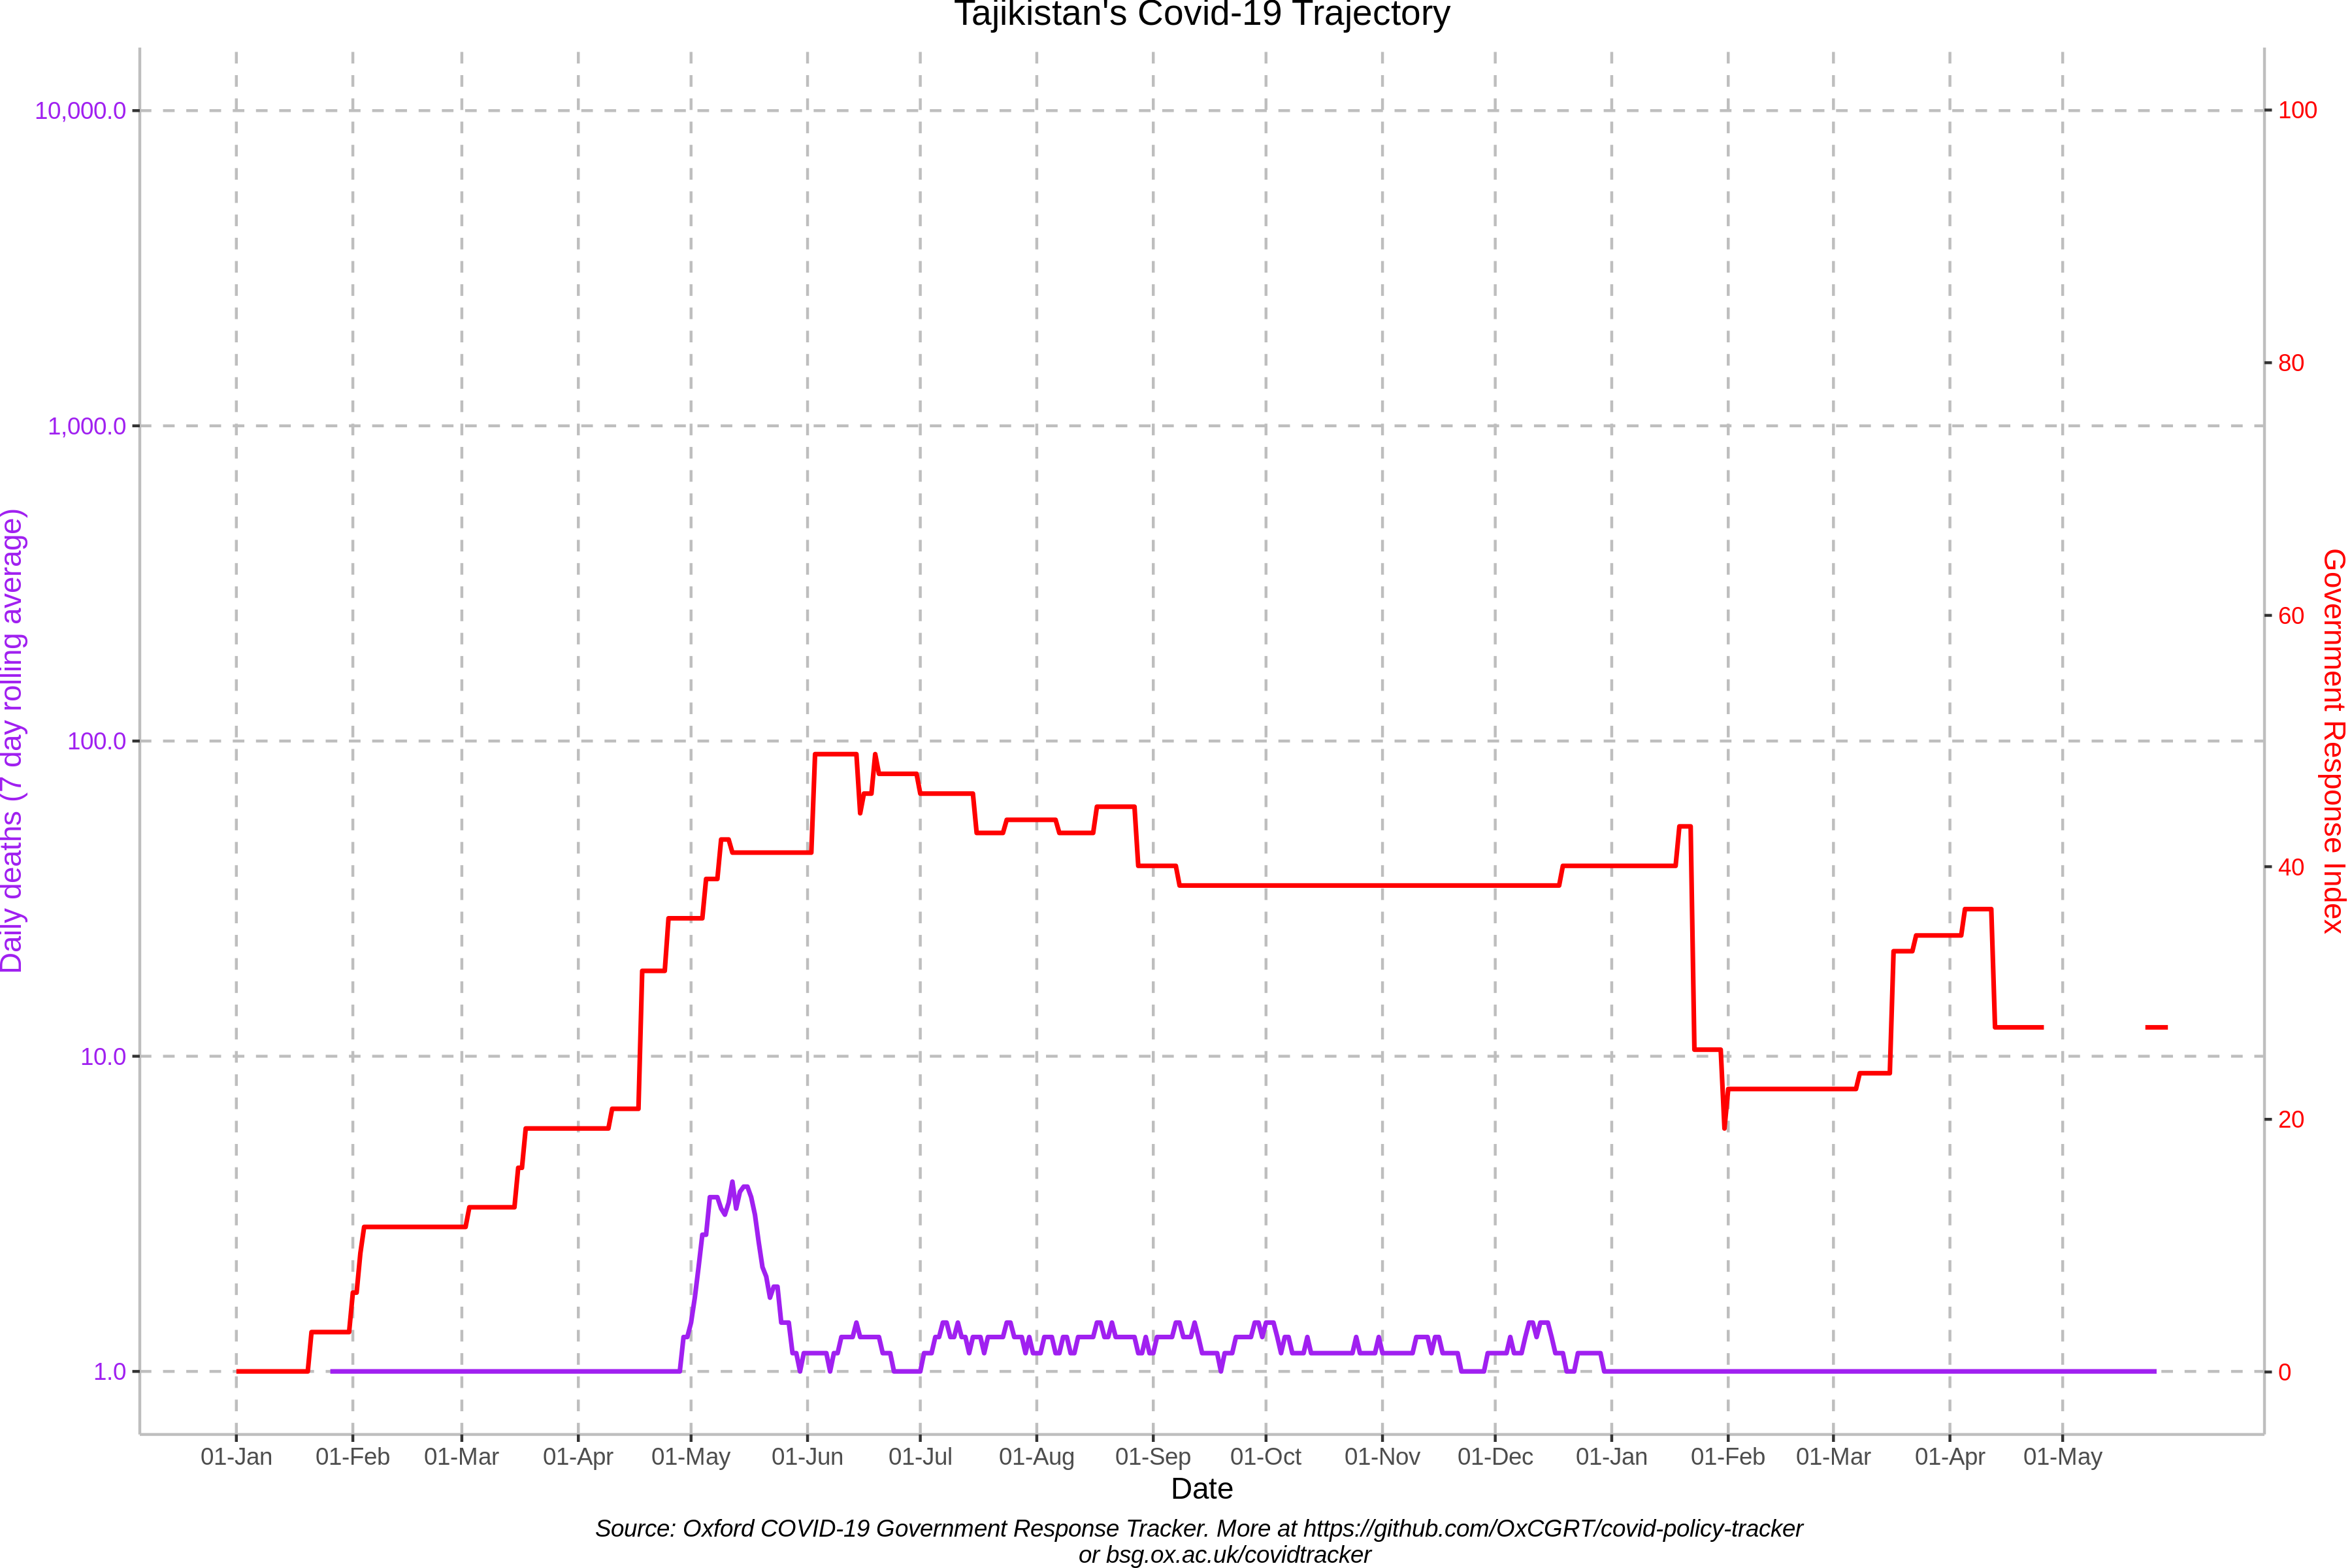 Tajikistan's Covid-19 Trajectory
10,000.0
1,000.0
100.0
10.0
1.0
Daily deaths (7 day rolling average)
100
80
60
40
20
0
Government Response Index
01-Jan 01-Feb 01-Mar 01-Apr 01-May 01-Jun 01-Jul 01-Aug 01-Sep 01-Oct 01-Nov 01-Dec 01-Jan 01-Feb 01-Mar 01-Apr 01-May
Date
Source: Oxford COVID-19 Government Response Tracker. More at https://github.com/OxCGRT/covid-policy-tracker
or bsg.ox.ac.uk/covidtracker